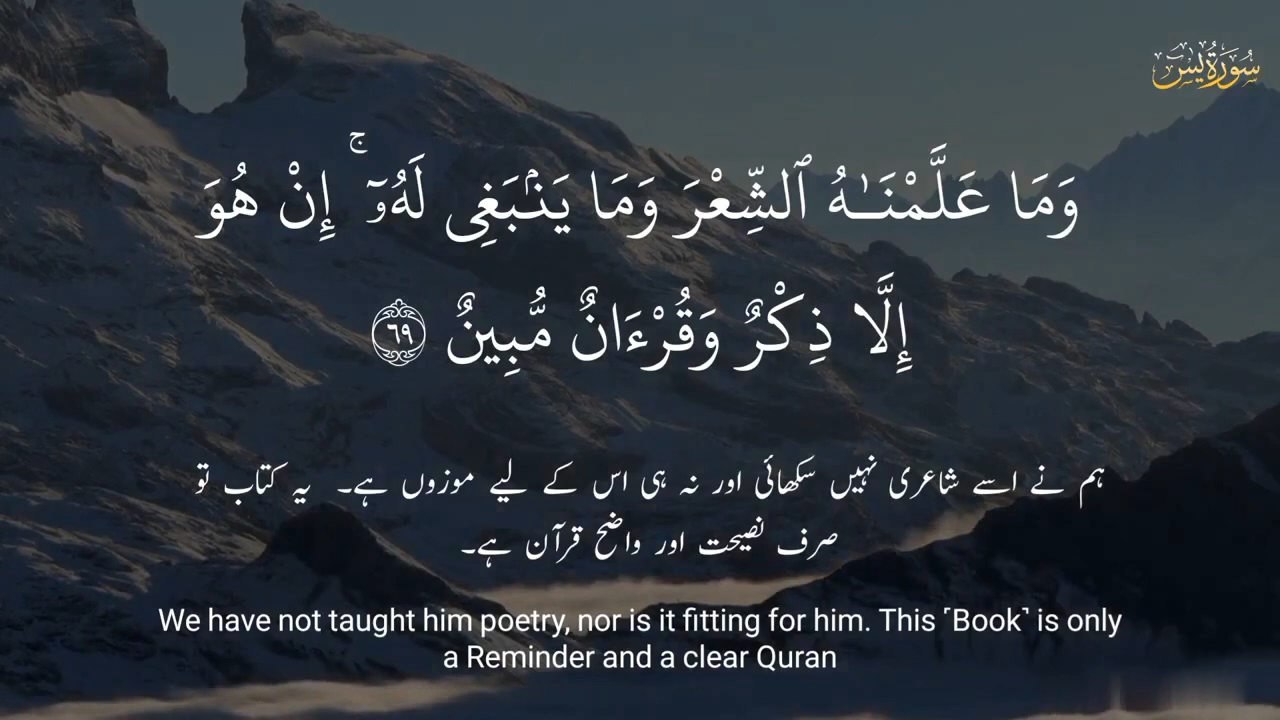 سُورَةُ يسٓ
وَمَا عَلَّمْنَـٰهُ ٱلشِّعْرَ وَمَا يَنۢبَغِى لَهُۥٓ ۚ إِنْ هُوَ
إِلَّا ذِكْرٌ وَقُرْءَانٌ مُّبِينٌ ٦٩
ہم نے اسے شاعری نہیں سکھائی اور نہ ہی اس کے لیے موزوں ہے۔ یہ کتاب تو
صرف نصیحت اور واضح قرآن ہے۔
We have not taught him poetry, nor is it fitting for him. This ˹Book˺ is only
a Reminder and a clear Quran